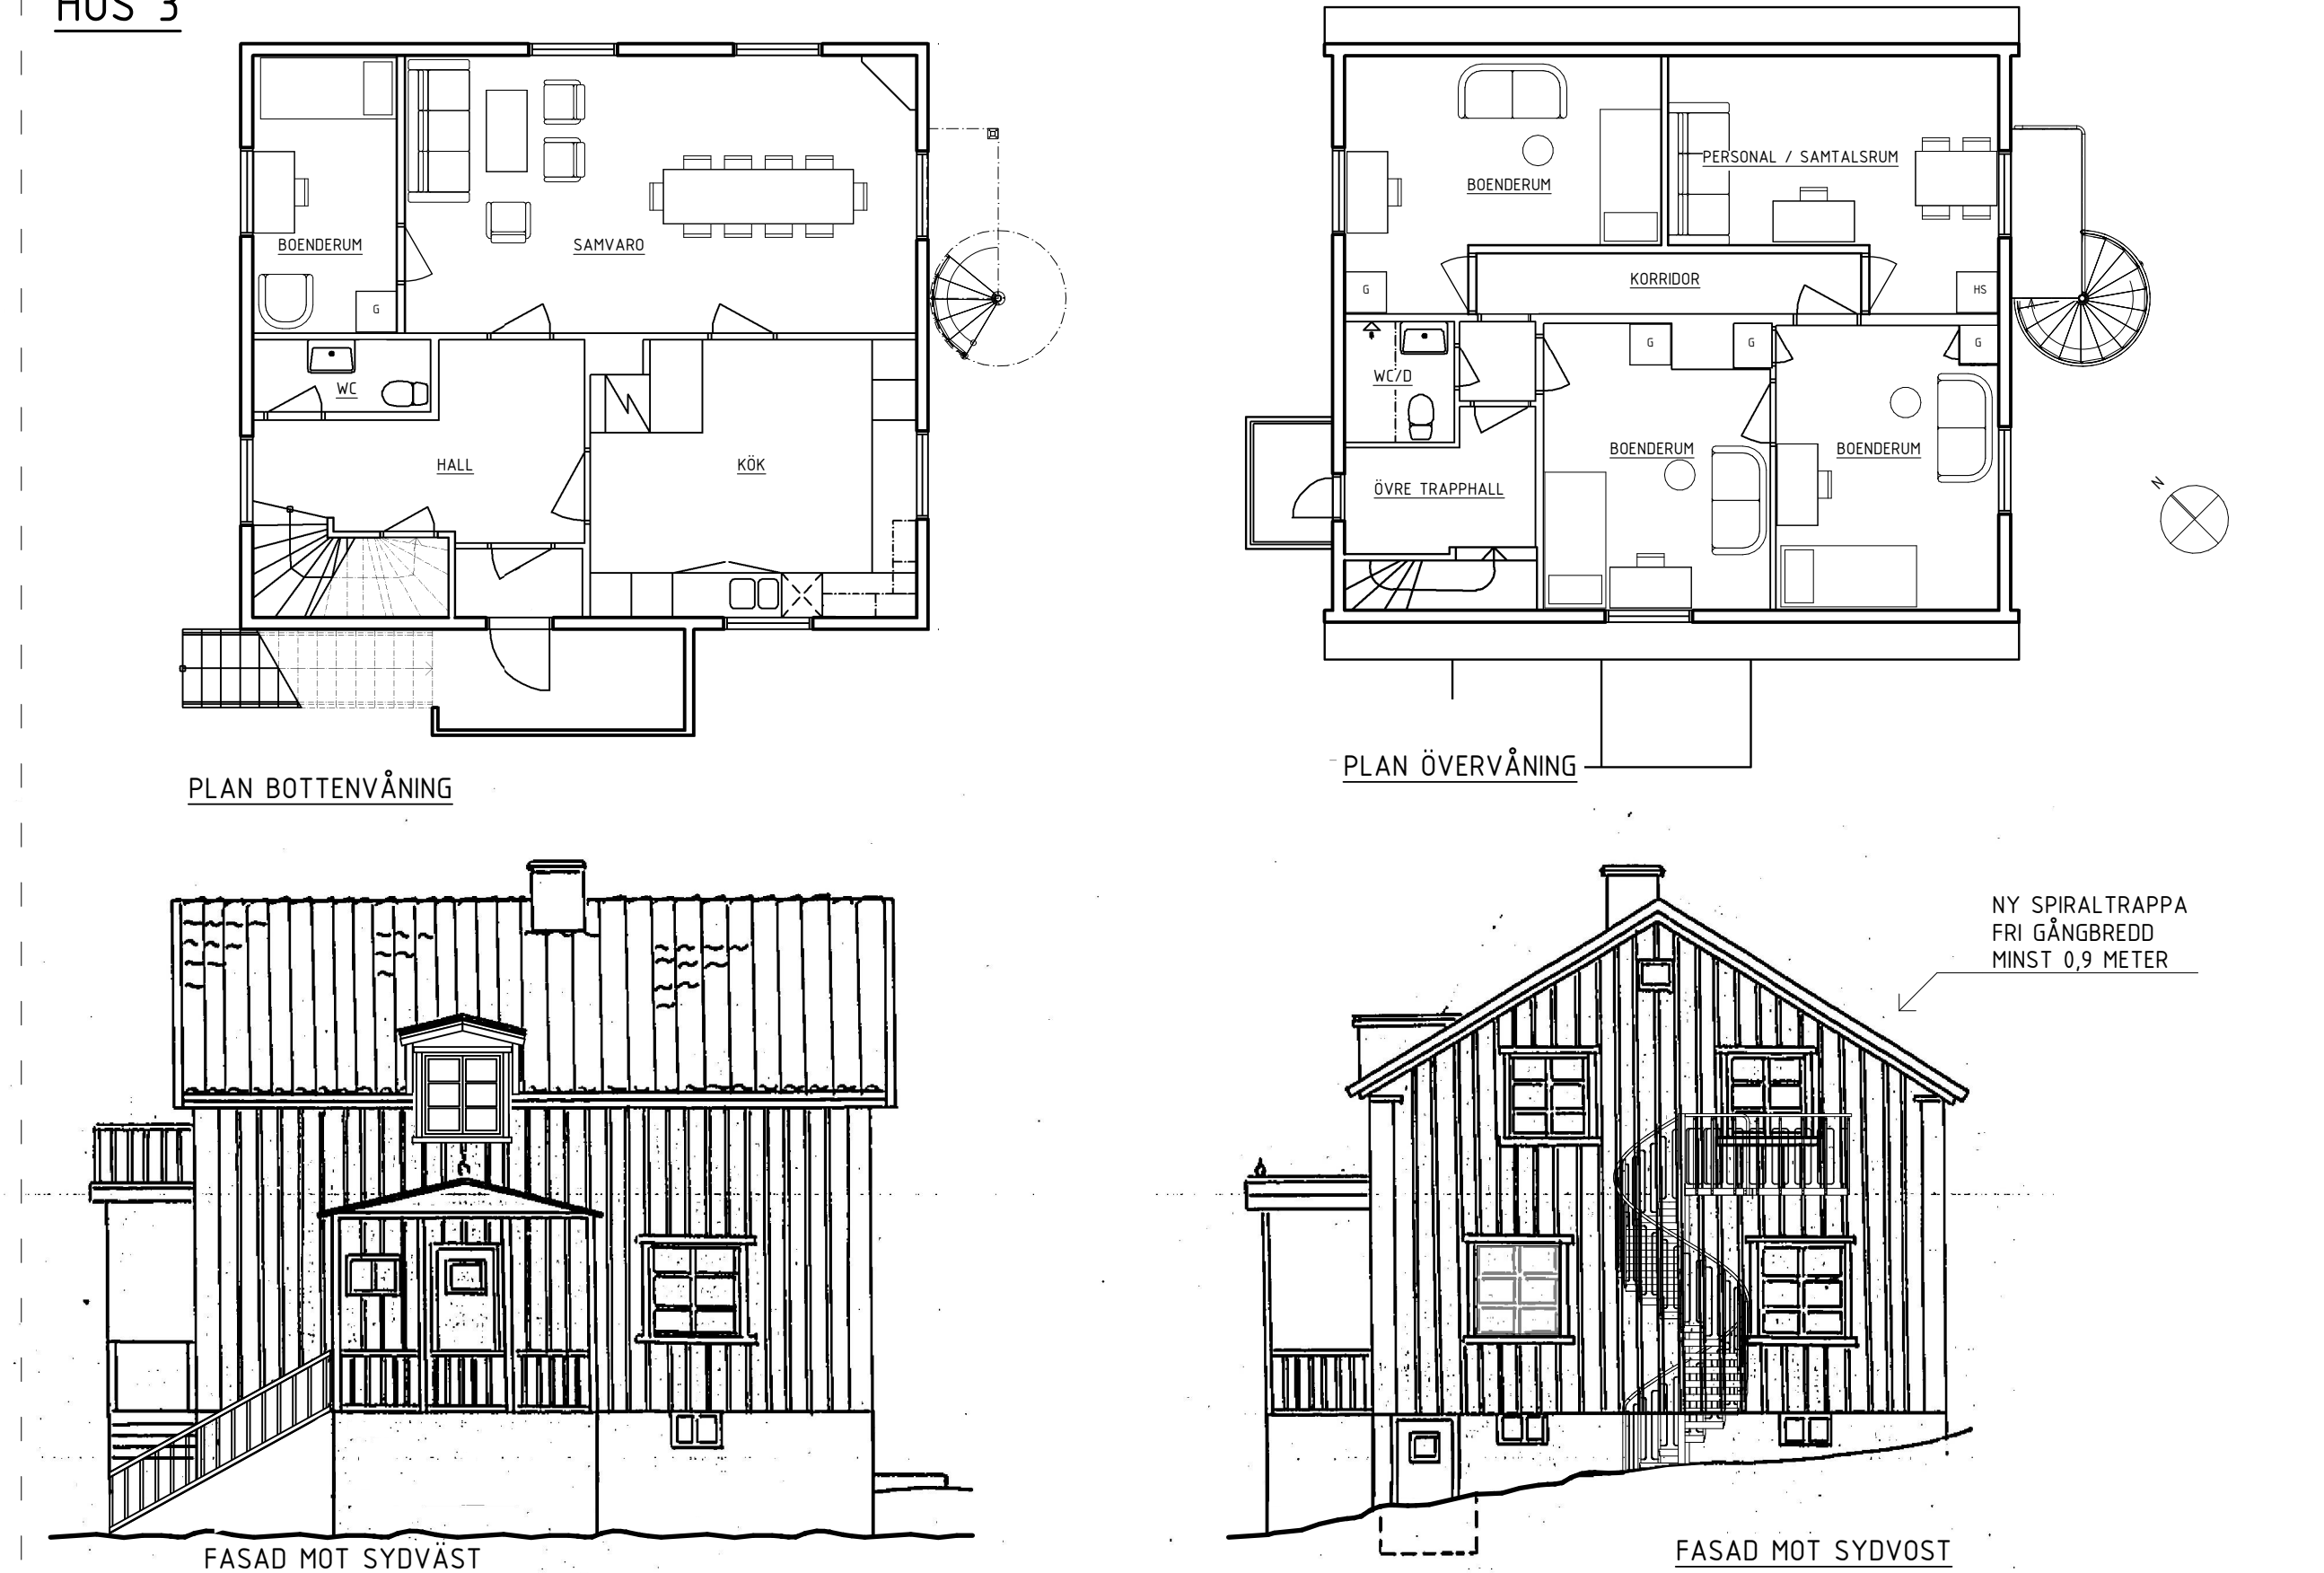 HUS 3
BOENDERUM
SAMVARO
G
WC
HALL
KÖK
PLAN BOTTENVÅNING
BOENDERUM
PERSONAL / SAMTALSRUM
KORRIDOR
G
HS
G
G
G
WC/D
BOENDERUM
BOENDERUM
ÖVRE TRAPPHALL
N
PLAN ÖVERVÅNING
NY SPIRALTRAPPA
FRI GÅNGBREDD
MINST 0,9 METER
FASAD MOT SYDVÄST
FASAD MOT SYDVOST